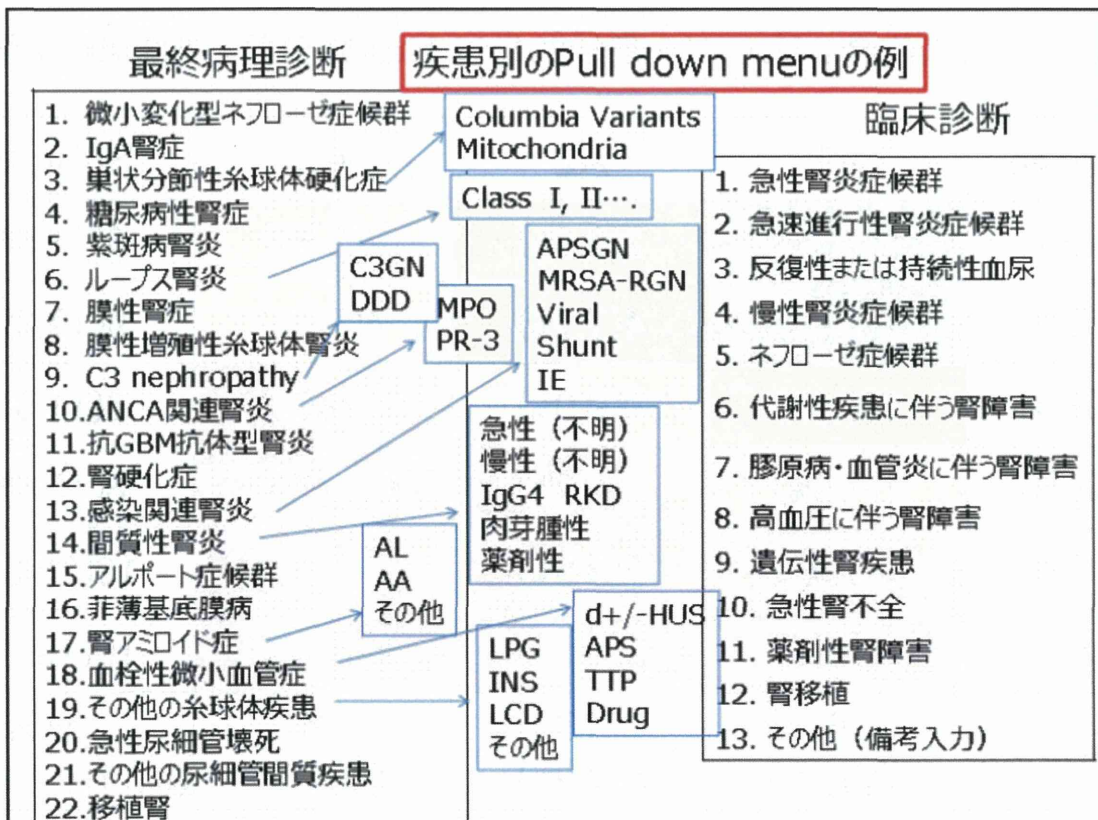 最終病理診断
疾患別のPull down menuの例
1. 微小変化型ネフローゼ症候群
2. IgA腎症
3. 巣状分節性糸球体硬化症
4. 糖尿病性腎症
5. 紫斑病腎炎
6. ループス腎炎
7. 膜性腎症
8. 膜性増殖性糸球体腎炎
9. C3 nephropathy
10.ANCA関連腎炎
11.抗GBM抗体型腎炎
12.腎硬化症
13.感染関連腎炎
14.間質性腎炎
15.アルポート症候群
16.菲薄基底膜病
17.腎アミロイド症
18.血栓性微小血管症
19.その他の糸球体疾患
20.急性尿細管壊死
21.その他の尿細管間質疾患
22.移植腎
Columbia Variants
Mitochondria
Class I, II….
C3GN
DDD
MPO
PR-3
APSGN
MRSA-RGN
Viral
Shunt
IE
急性（不明）
慢性（不明）
IgG4 RKD
肉芽腫性
薬剤性
AL
AA
その他
d+/-HUS
APS
TTP
Drug
LPG
INS
LCD
その他
臨床診断
1. 急性腎炎症候群
2. 急速進行性腎炎症候群
3. 反復性または持続性血尿
4. 慢性腎炎症候群
5. ネフローゼ症候群
6. 代謝性疾患に伴う腎障害
7. 膠原病・血管炎に伴う腎障害
8. 高血圧に伴う腎障害
9. 遺伝性腎疾患
10. 急性腎不全
11. 薬剤性腎障害
12. 腎移植
13. その他（備考入力）